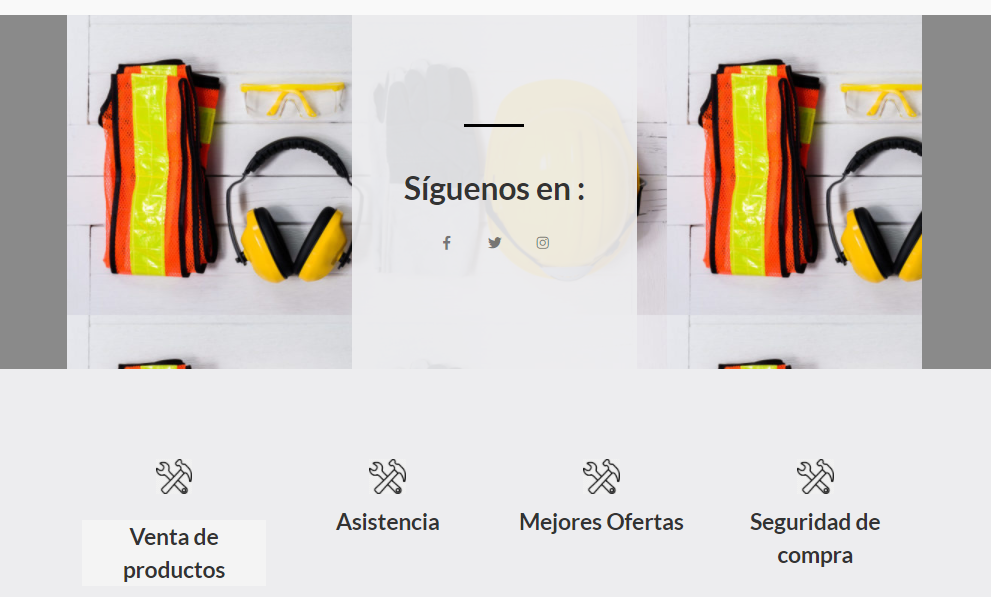 Síguenos en :
Venta de
productos
Asistencia
Mejores Ofertas
Seguridad de
compra